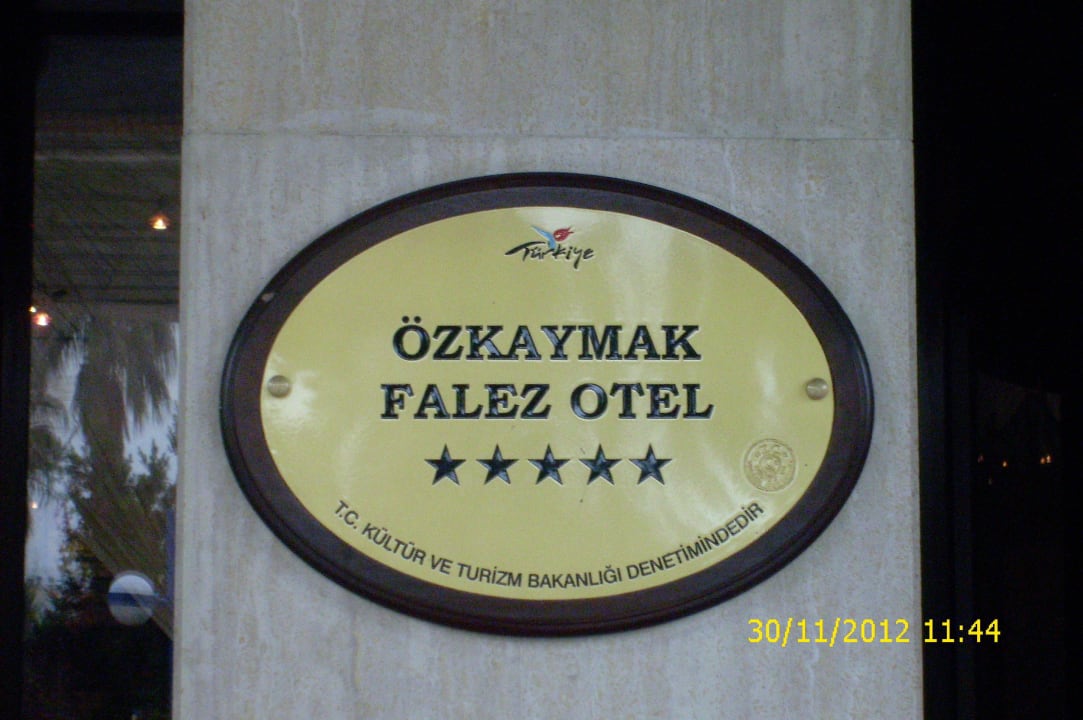 Türkiye
ÖZKAYMAK
FALEZ OTEL
T.C. KÜLTÜR VE TURİZM BAKANLIĞI DENETİMİNDEDİR
30/11/2012 11:44